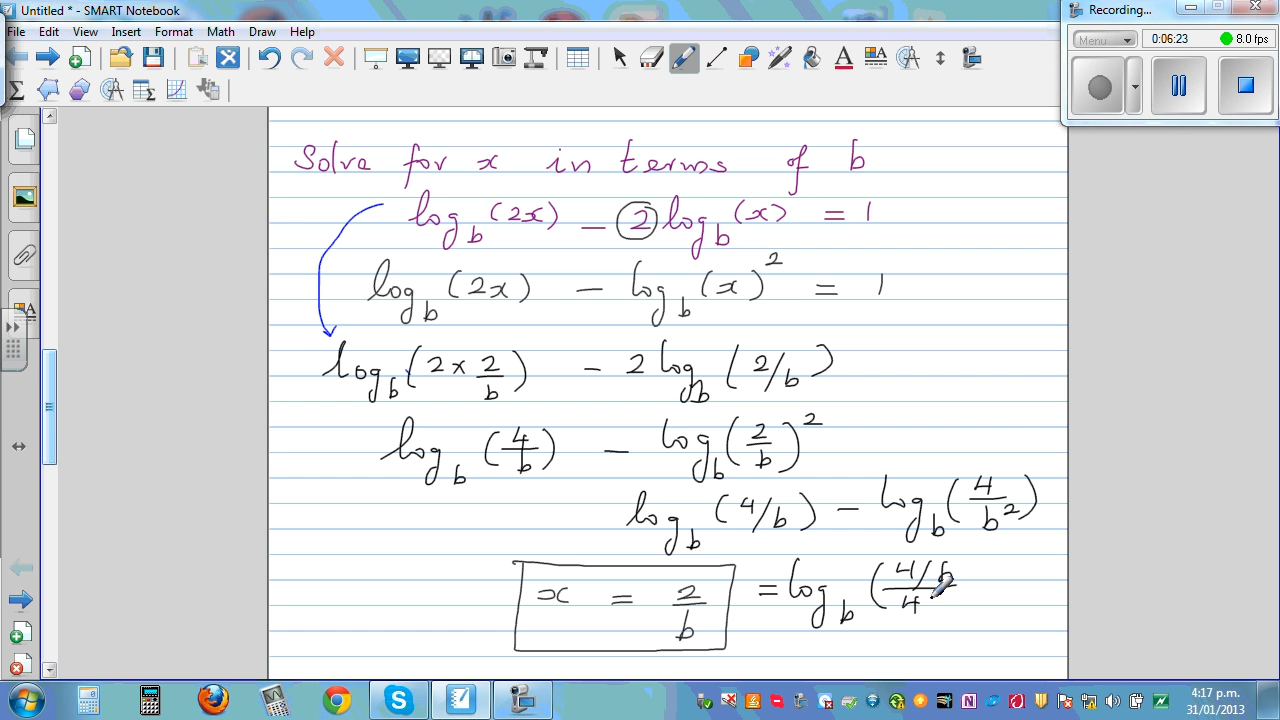 Untitled * - SMART Notebook
File Edit View Insert Format Math Draw Help
Recording...
Menu 0:06:23 8.0 fps
Solve for x in terms of b
log_b (2x) - 2 log_b (x) = 1
log_b (2x) - log_b (x)^2 = 1
log_b (2 × 2/b) - 2 log_b (2/b)
log_b (4/b) - log_b (2/b)^2
log_b (4/b) - log_b (4/b^2)
x = 2/b = log_b (4/b / 4
4:17 p.m.
31/01/2013